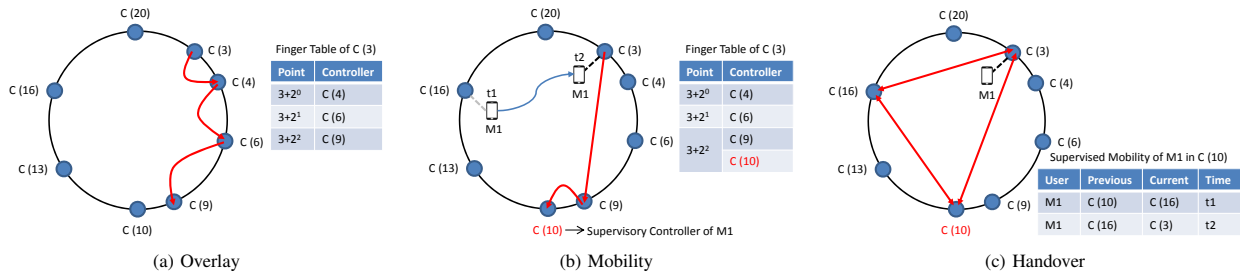 C (20)
C (3)
Finger Table of C (3)
Point Controller
3+2⁰ C (4)
3+2¹ C (6)
3+2² C (9)
C (4)
C (16)
C (6)
C (13)
C (9)
C (10)
(a) Overlay
C (20)
C (3)
t2
M1
Finger Table of C (3)
Point Controller
3+2⁰ C (4)
3+2¹ C (6)
3+2² C (9)
C (10)
C (4)
C (16)
t1
M1
C (6)
C (13)
C (9)
C (10) Supervisory Controller of M1
(b) Mobility
C (20)
C (3)
M1
C (4)
C (16)
C (6)
C (13)
Supervised Mobility of M1 in C (10)
User Previous Current Time
M1 C (10) C (16) t1
M1 C (16) C (3) t2
C (9)
C (10)
(c) Handover